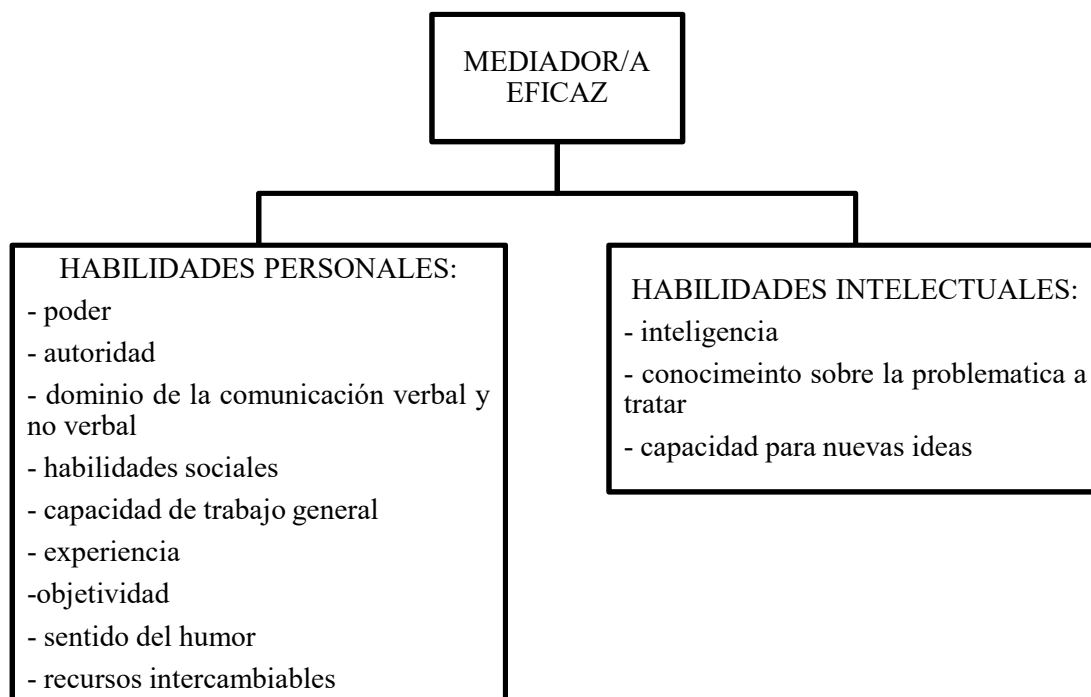 MEDIADOR/A
EFICAZ
HABILIDADES PERSONALES:
- poder
- autoridad
- dominio de la comunicación verbal y
no verbal
- habilidades sociales
- capacidad de trabajo general
- experiencia
-objetividad
- sentido del humor
- recursos intercambiables
HABILIDADES INTELECTUALES:
- inteligencia
- conocimeinto sobre la problematica a
tratar
- capacidad para nuevas ideas